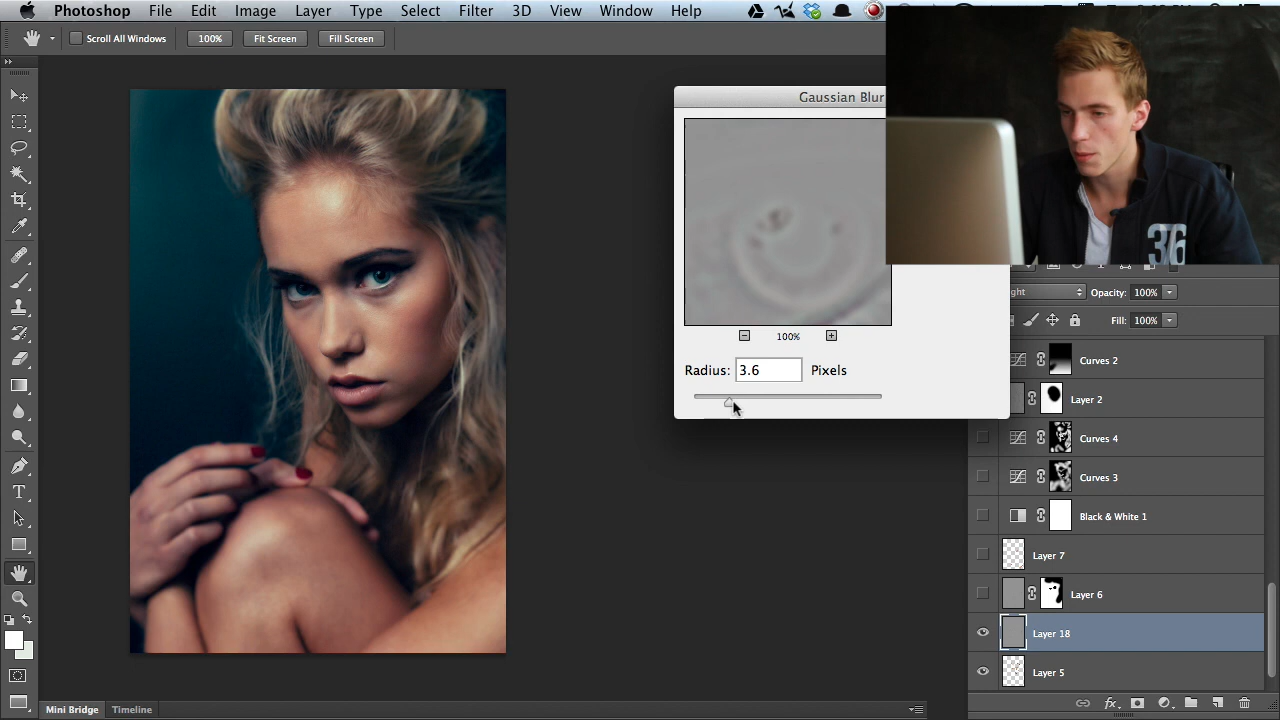 Photoshop File Edit Image Layer Type Select Filter 3D View Window Help
Scroll All Windows 100% Fit Screen Fill Screen
Gaussian Blur
100%
Radius: 3.6 Pixels
36
ght Opacity: 100%
Fill: 100%
Curves 2
Layer 2
Curves 4
Curves 3
Black & White 1
Layer 7
Layer 6
Layer 18
Layer 5
Mini Bridge Timeline